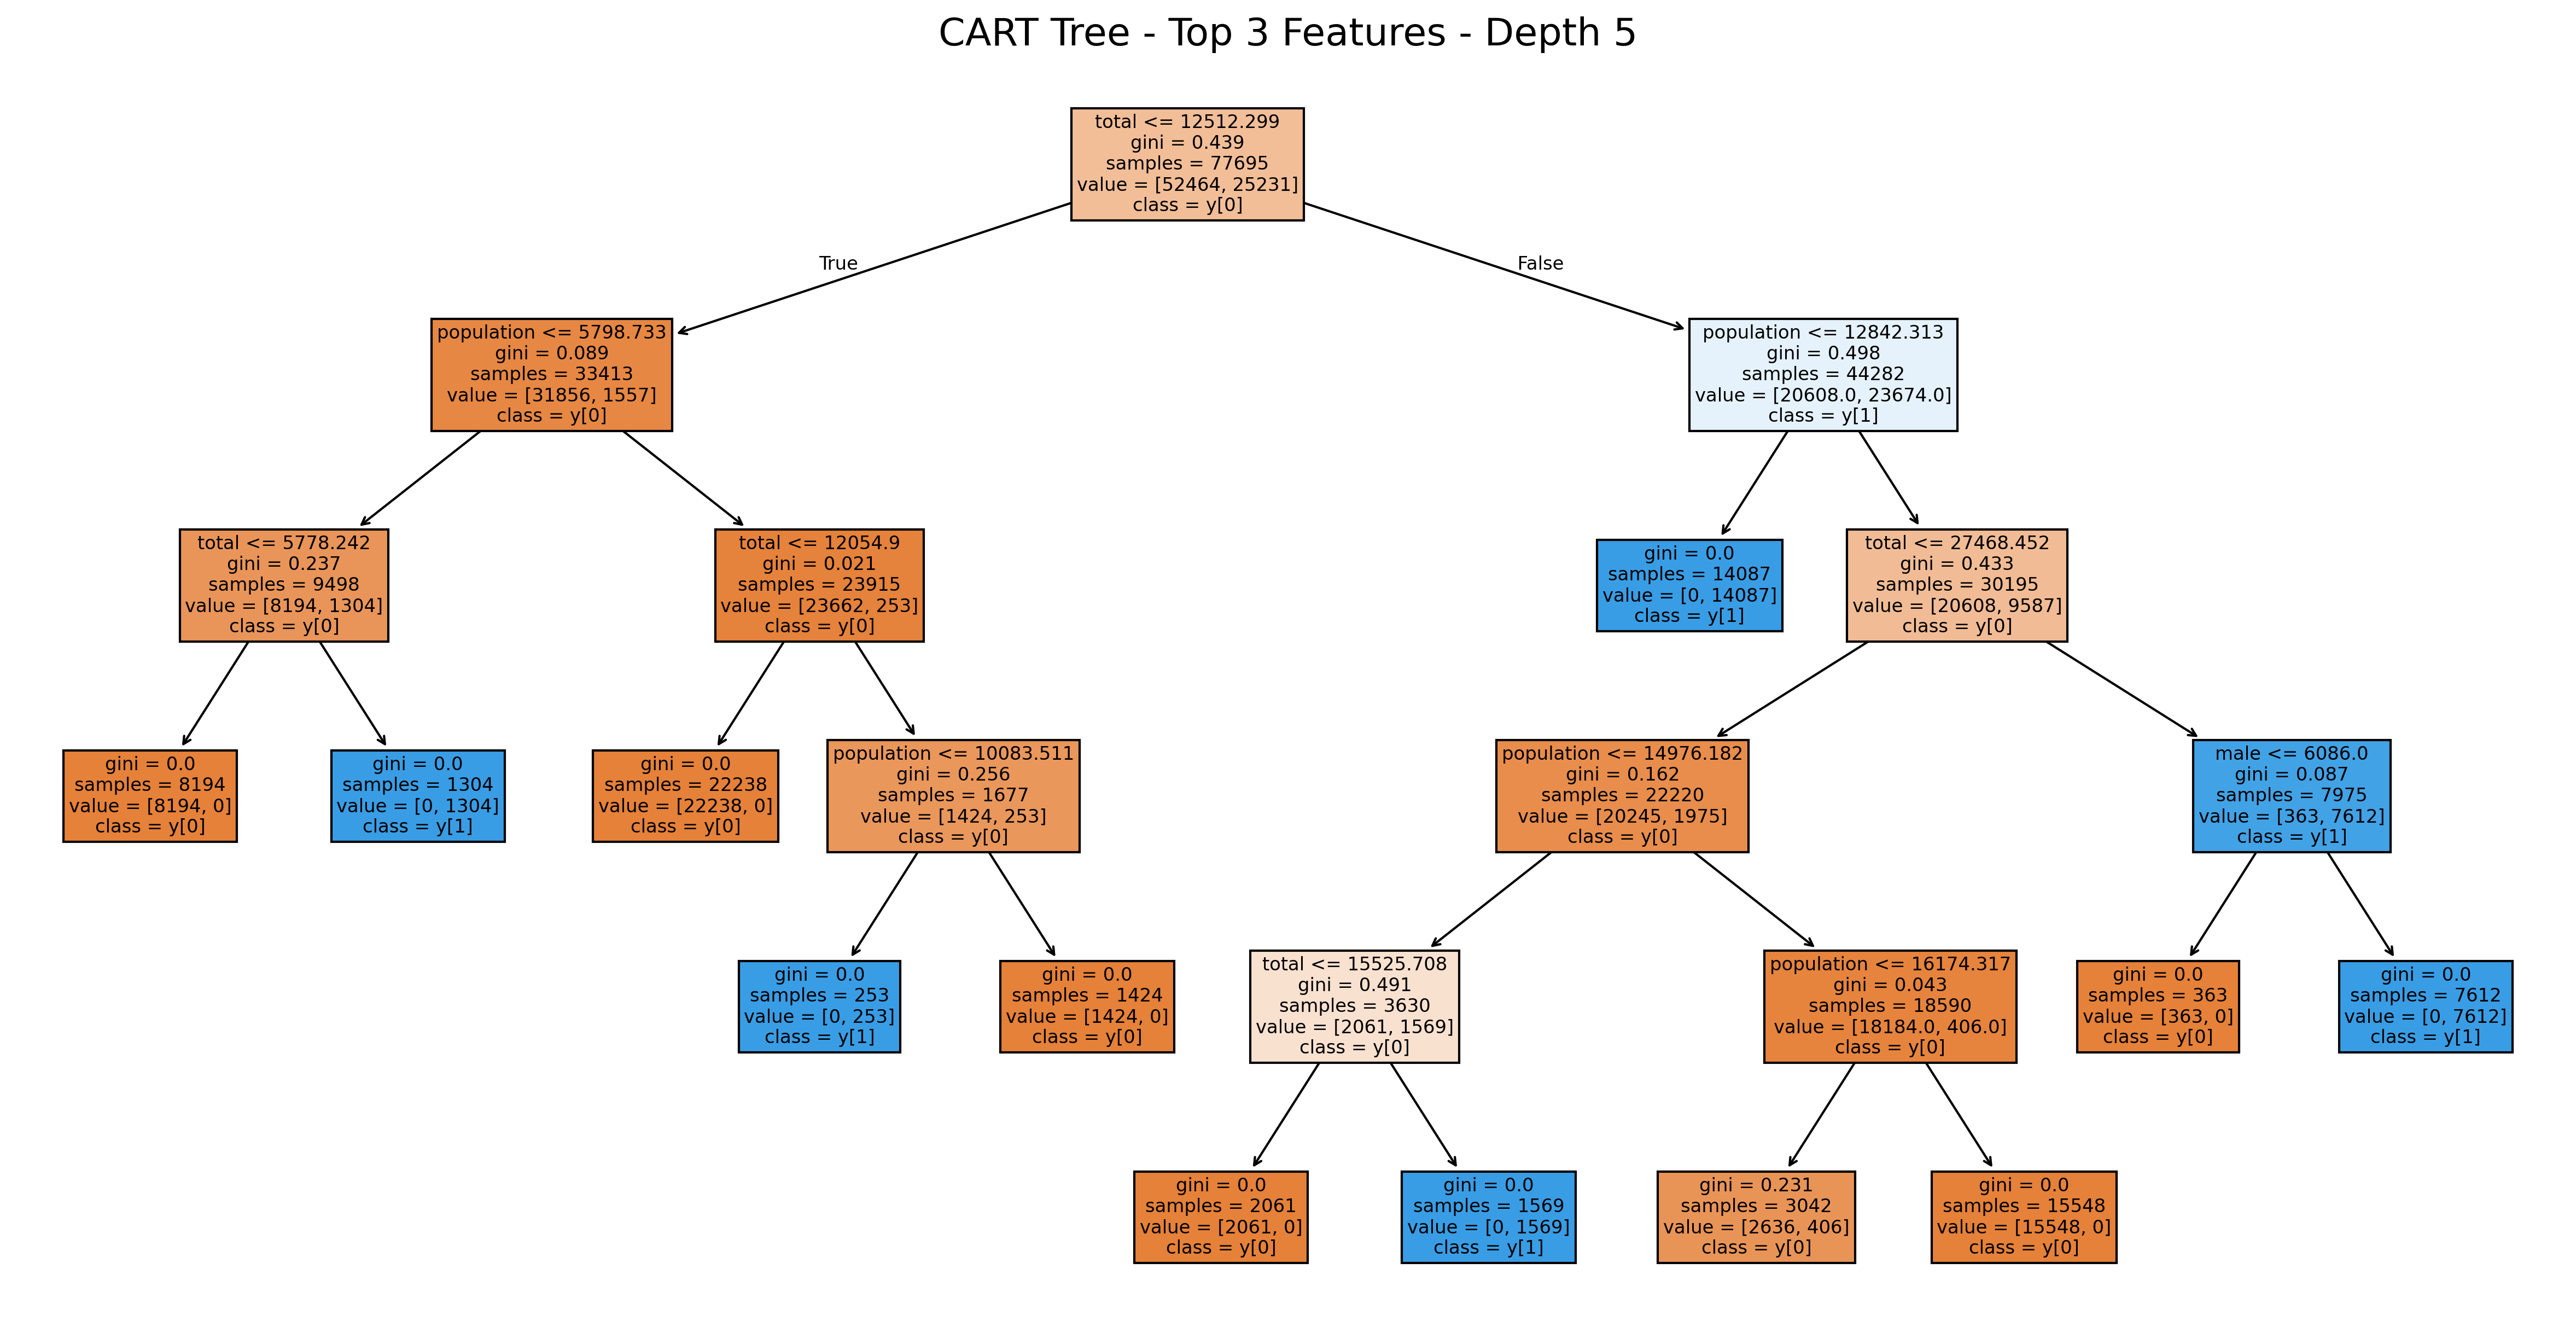 CART Tree - Top 3 Features - Depth 5
total <= 12512.299
gini = 0.439
samples = 77695
value = [52464, 25231]
class = y[0]
True
False
population <= 5798.733
gini = 0.089
samples = 33413
value = [31856, 1557]
class = y[0]
population <= 12842.313
gini = 0.498
samples = 44282
value = [20608.0, 23674.0]
class = y[1]
total <= 5778.242
gini = 0.237
samples = 9498
value = [8194, 1304]
class = y[0]
total <= 12054.9
gini = 0.021
samples = 23915
value = [23662, 253]
class = y[0]
gini = 0.0
samples = 14087
value = [0, 14087]
class = y[1]
total <= 27468.452
gini = 0.433
samples = 30195
value = [20608, 9587]
class = y[0]
gini = 0.0
samples = 8194
value = [8194, 0]
class = y[0]
gini = 0.0
samples = 1304
value = [0, 1304]
class = y[1]
gini = 0.0
samples = 22238
value = [22238, 0]
class = y[0]
population <= 10083.511
gini = 0.256
samples = 1677
value = [1424, 253]
class = y[0]
population <= 14976.182
gini = 0.162
samples = 22220
value = [20245, 1975]
class = y[0]
male <= 6086.0
gini = 0.087
samples = 7975
value = [363, 7612]
class = y[1]
gini = 0.0
samples = 253
value = [0, 253]
class = y[1]
gini = 0.0
samples = 1424
value = [1424, 0]
class = y[0]
total <= 15525.708
gini = 0.491
samples = 3630
value = [2061, 1569]
class = y[0]
population <= 16174.317
gini = 0.043
samples = 18590
value = [18184.0, 406.0]
class = y[0]
gini = 0.0
samples = 363
value = [363, 0]
class = y[0]
gini = 0.0
samples = 7612
value = [0, 7612]
class = y[1]
gini = 0.0
samples = 2061
value = [2061, 0]
class = y[0]
gini = 0.0
samples = 1569
value = [0, 1569]
class = y[1]
gini = 0.231
samples = 3042
value = [2636, 406]
class = y[0]
gini = 0.0
samples = 15548
value = [15548, 0]
class = y[0]